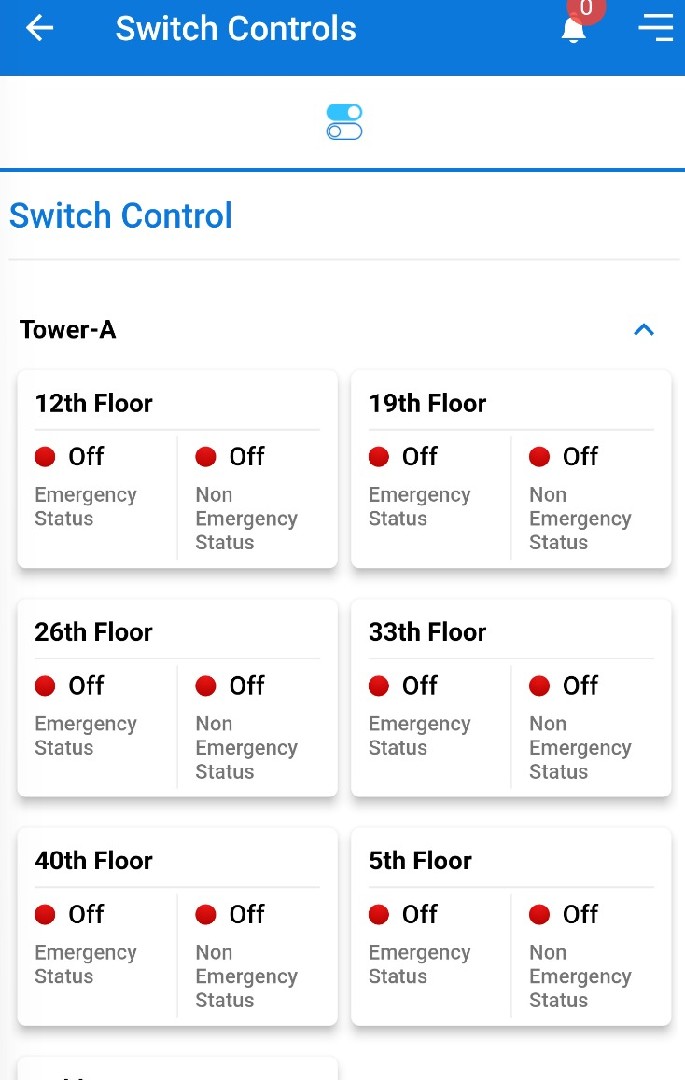 Switch Controls
0
Switch Control
Tower-A
12th Floor
Off
Emergency
Status
Off
Non
Emergency
Status
19th Floor
Off
Emergency
Status
Off
Non
Emergency
Status
26th Floor
Off
Emergency
Status
Off
Non
Emergency
Status
33th Floor
Off
Emergency
Status
Off
Non
Emergency
Status
40th Floor
Off
Emergency
Status
Off
Non
Emergency
Status
5th Floor
Off
Emergency
Status
Off
Non
Emergency
Status